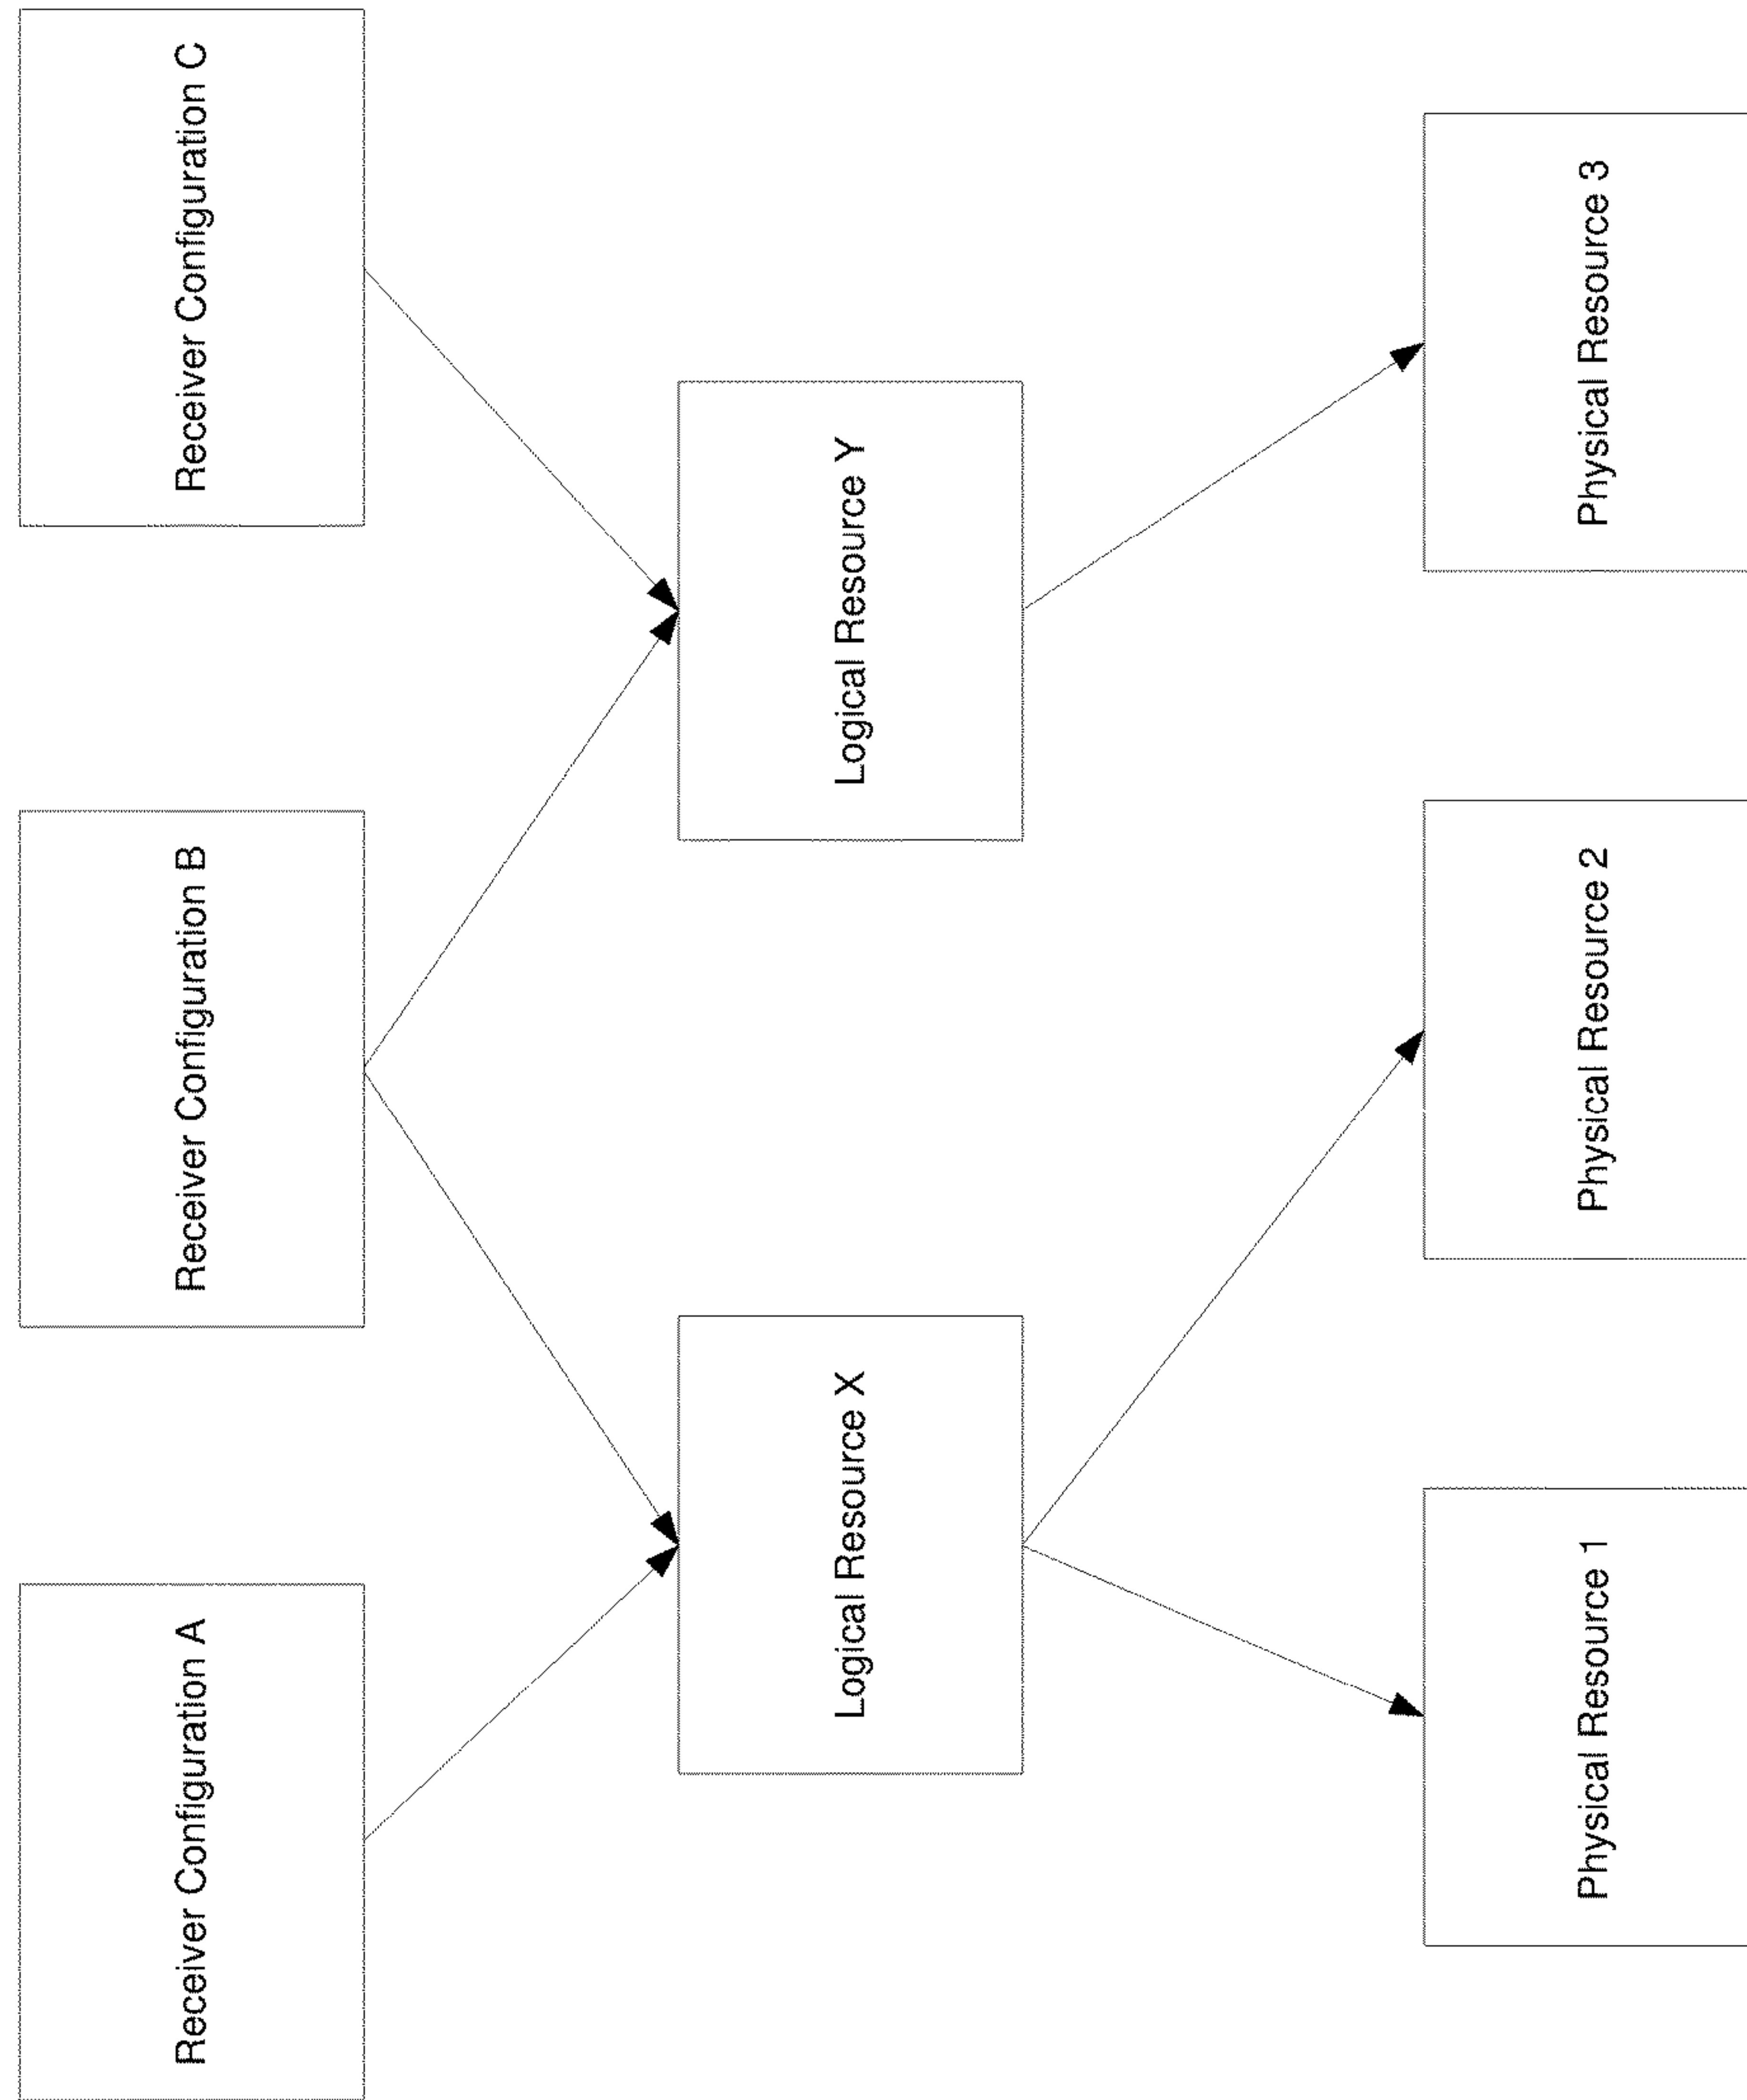 Receiver Configuration A
Receiver Configuration B
Receiver Configuration C
Logical Resource X
Logical Resource Y
Physical Resource 1
Physical Resource 2
Physical Resource 3